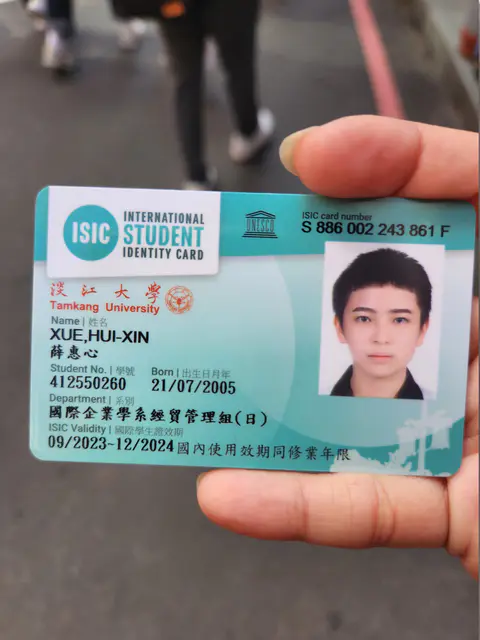 ISIC
INTERNATIONAL
STUDENT
IDENTITY CARD
UNESCO
ISIC card number
S 886 002 243 861 F
淡江大學
Tamkang University
Name | 姓名
XUE,HUI-XIN
薛惠心
Student No. | 學號 Born | 出生日月年
412550260 21/07/2005
Department | 系別
國際企業學系經貿管理組(日)
ISIC Validity | 國際學生證效期
09/2023~12/2024 國內使用效期同修業年限